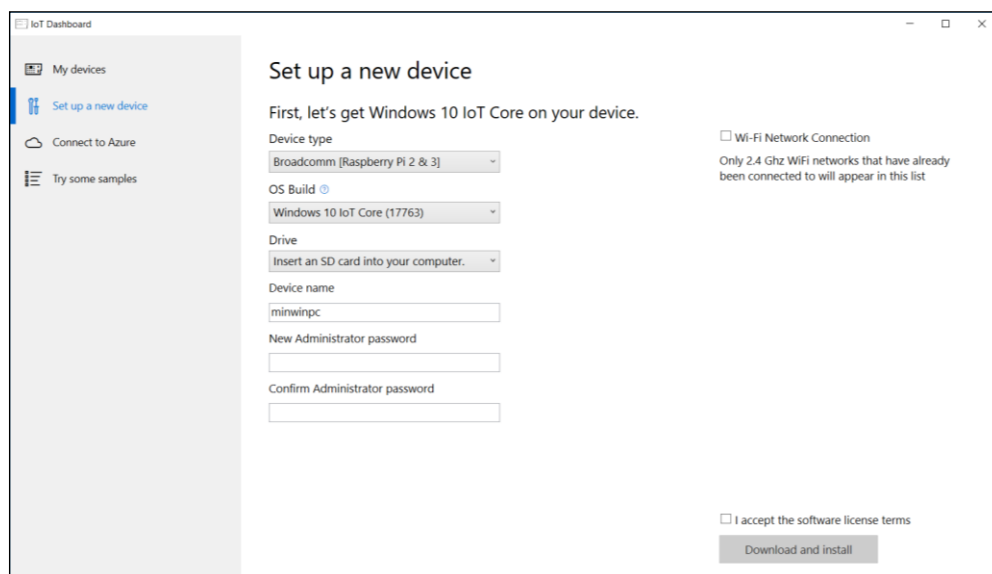 IoT Dashboard
My devices
Set up a new device
Connect to Azure
Try some samples
Set up a new device
First, let's get Windows 10 IoT Core on your device.
Device type
Broadcomm [Raspberry Pi 2 & 3]
OS Build
Windows 10 IoT Core (17763)
Drive
Insert an SD card into your computer.
Device name
minwinpc
New Administrator password
Confirm Administrator password
Wi-Fi Network Connection
Only 2.4 Ghz WiFi networks that have already
been connected to will appear in this list
I accept the software license terms
Download and install